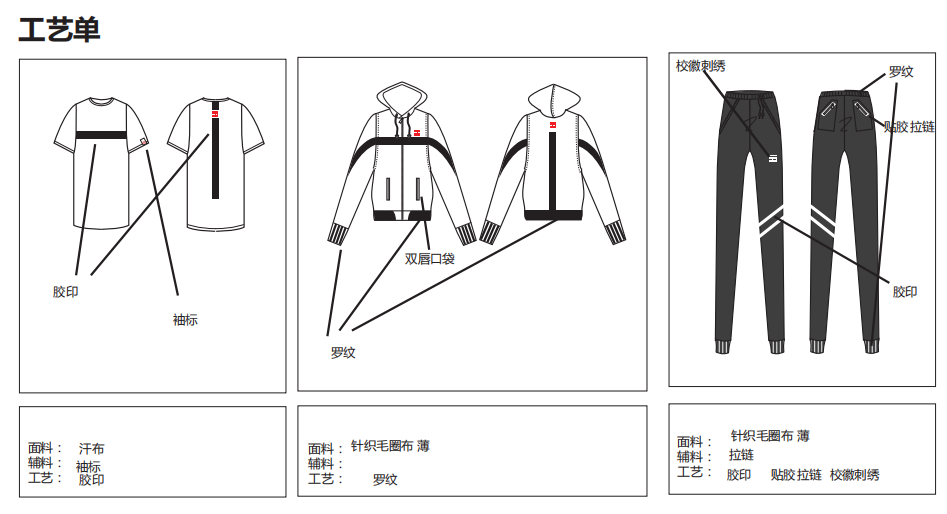 工艺单
胶印
袖标
双唇口袋
罗纹
校徽刺绣
罗纹
贴胶拉链
胶印
面料： 汗布
辅料： 袖标
工艺： 胶印
面料： 针织毛圈布 薄
辅料：
工艺： 罗纹
面料： 针织毛圈布 薄
辅料： 拉链
工艺： 胶印 贴胶拉链 校徽刺绣